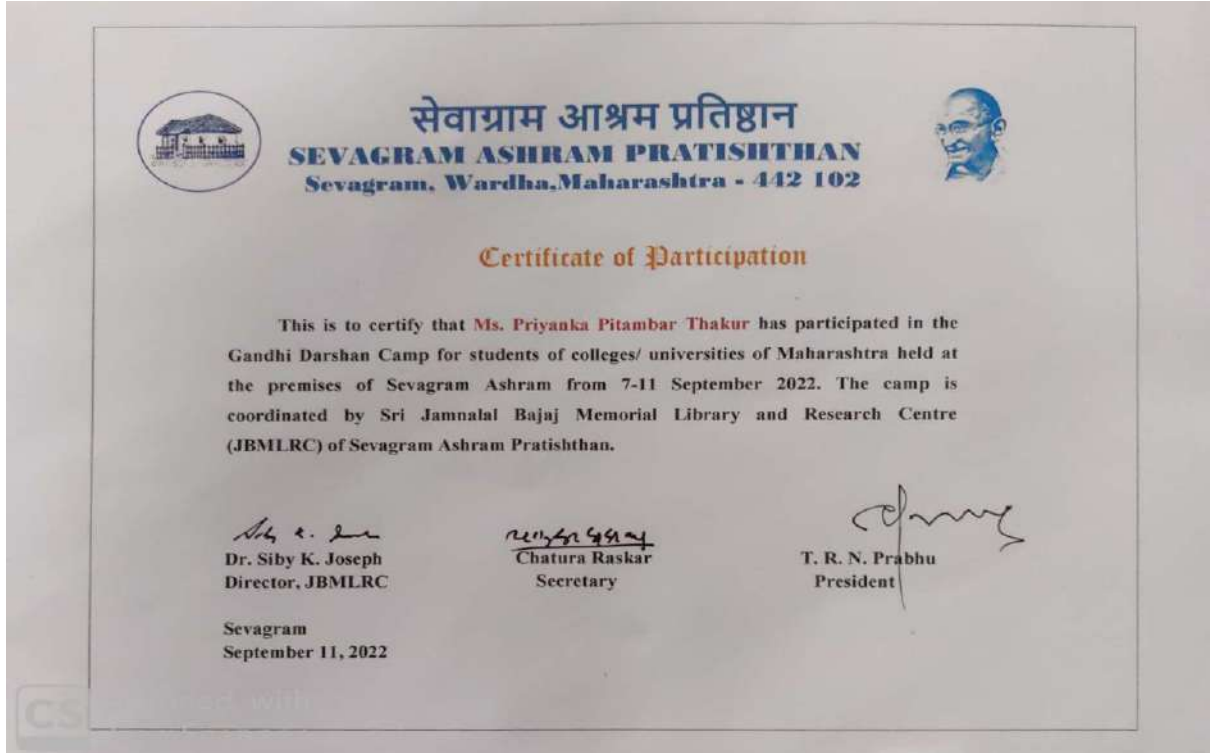 सेवाग्राम आश्रम प्रतिष्ठान
SEVAGRAM ASHRAM PRATISHTHAN
Sevagram, Wardha,Maharashtra - 442 102
Certificate of Participation
This is to certify that Ms. Priyanka Pitambar Thakur has participated in the
Gandhi Darshan Camp for students of colleges/ universities of Maharashtra held at
the premises of Sevagram Ashram from 7-11 September 2022. The camp is
coordinated by Sri Jamnalal Bajaj Memorial Library and Research Centre
(JBMLRC) of Sevagram Ashram Pratishthan.
Dr. Siby K. Joseph
Director, JBMLRC
Chatura Raskar
Secretary
T. R. N. Prabhu
President
Sevagram
September 11, 2022
CS